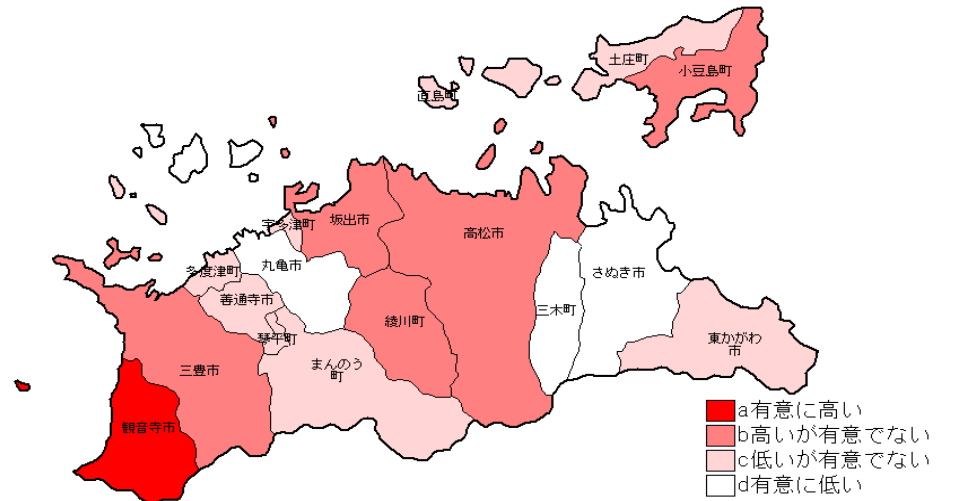 土庄町
小豆島町
直島町
宇多津町
坂出市
高松市
丸亀市
多度津町
さぬき市
善通寺市
三木町
綾川町
琴平町
東かがわ
市
まんのう
町
三豊市
観音寺市
a有意に高い
b高いが有意でない
c低いが有意でない
d有意に低い